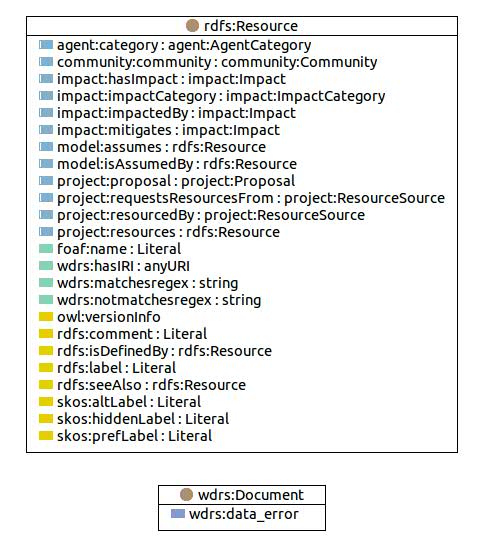 rdfs:Resource
agent:category : agent:AgentCategory
community:community : community:Community
impact:hasImpact : impact:Impact
impact:impactCategory : impact:ImpactCategory
impact:impactedBy : impact:Impact
impact:mitigates : impact:Impact
model:assumes : rdfs:Resource
model:isAssumedBy : rdfs:Resource
project:proposal : project:Proposal
project:requestsResourcesFrom : project:ResourceSource
project:resourcedBy : project:ResourceSource
project:resources : rdfs:Resource
foaf:name : Literal
wdrs:hasIRI : anyURI
wdrs:matchesregex : string
wdrs:notmatchesregex : string
owl:versionInfo
rdfs:comment : Literal
rdfs:isDefinedBy : rdfs:Resource
rdfs:label : Literal
rdfs:seeAlso : rdfs:Resource
skos:altLabel : Literal
skos:hiddenLabel : Literal
skos:prefLabel : Literal
wdrs:Document
wdrs:data_error